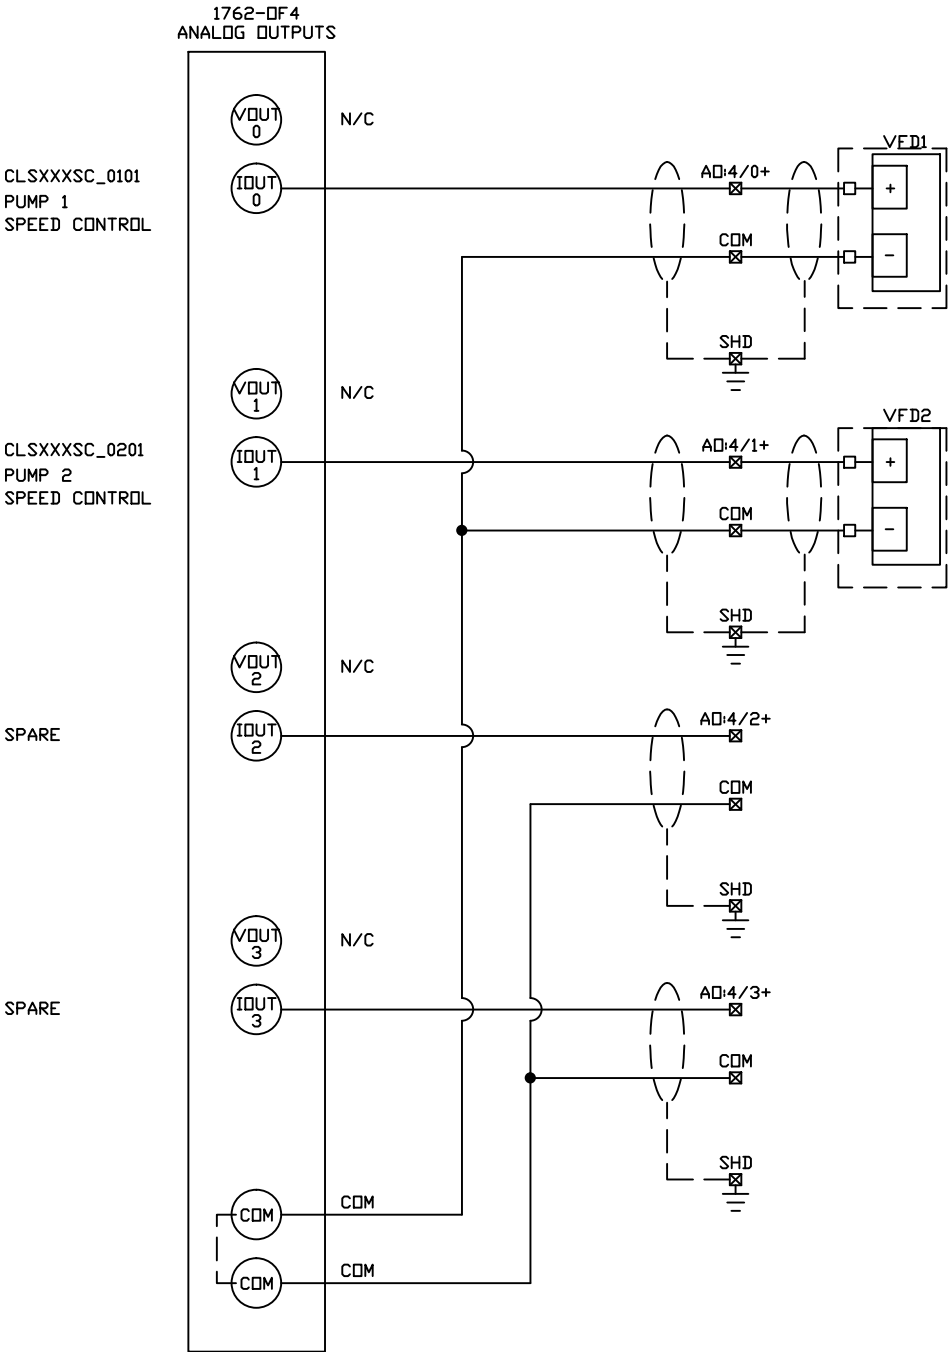 1762-OF4
ANALOG OUTPUTS
VOUT
0
N/C
VFD1
CLSXXXSC_0101
PUMP 1
SPEED CONTROL
IOUT
0
AO:4/0+
+
COM
-
SHD
VOUT
1
N/C
VFD2
CLSXXXSC_0201
PUMP 2
SPEED CONTROL
IOUT
1
AO:4/1+
+
COM
-
SHD
VOUT
2
N/C
SPARE
IOUT
2
AO:4/2+
COM
SHD
VOUT
3
N/C
SPARE
IOUT
3
AO:4/3+
COM
SHD
COM
COM
COM
COM